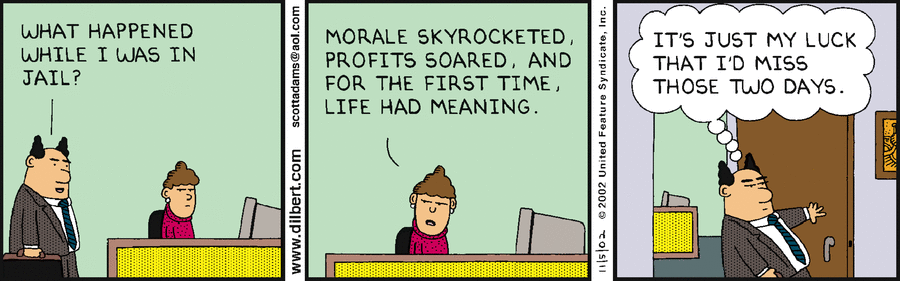 WHAT HAPPENED
WHILE I WAS IN
JAIL?
www.dilbert.com
scottadams@aol.com
MORALE SKYROCKETED,
PROFITS SOARED, AND
FOR THE FIRST TIME,
LIFE HAD MEANING.
11/5/02 © 2002 United Feature Syndicate, Inc.
IT'S JUST MY LUCK
THAT I'D MISS
THOSE TWO DAYS.